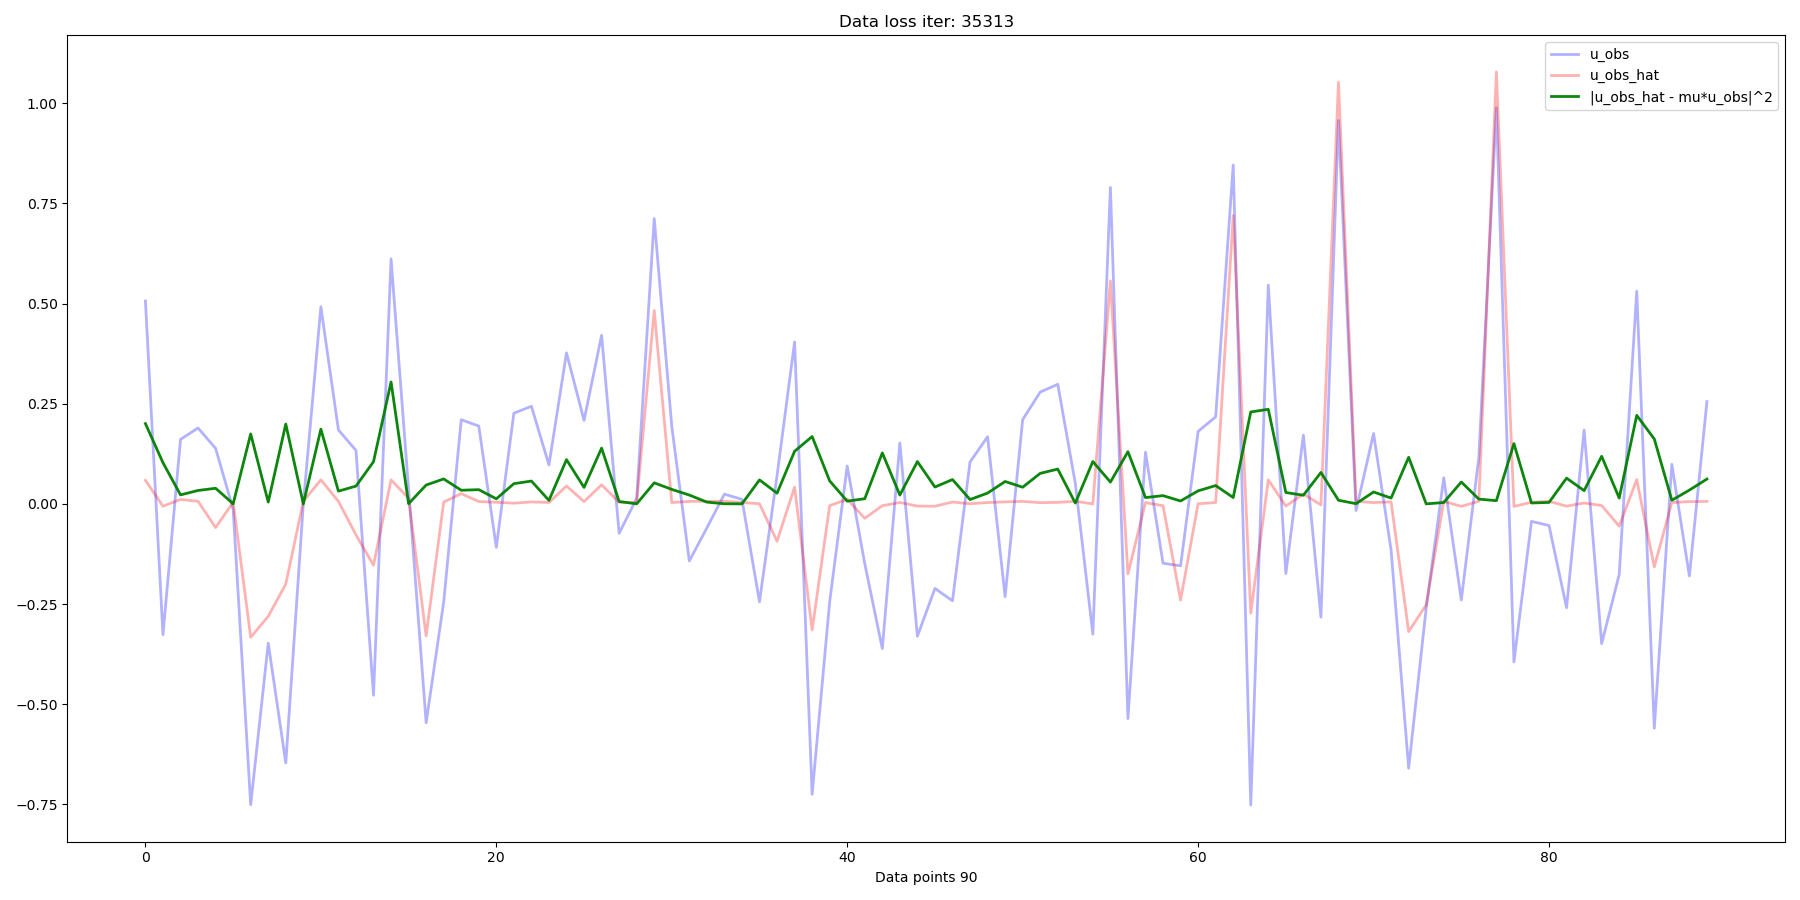 Data loss iter: 35313
u_obs
u_obs_hat
|u_obs_hat - mu*u_obs|^2
1.00
0.75
0.50
0.25
0.00
−0.25
−0.50
−0.75
0 20 40 60 80
Data points 90